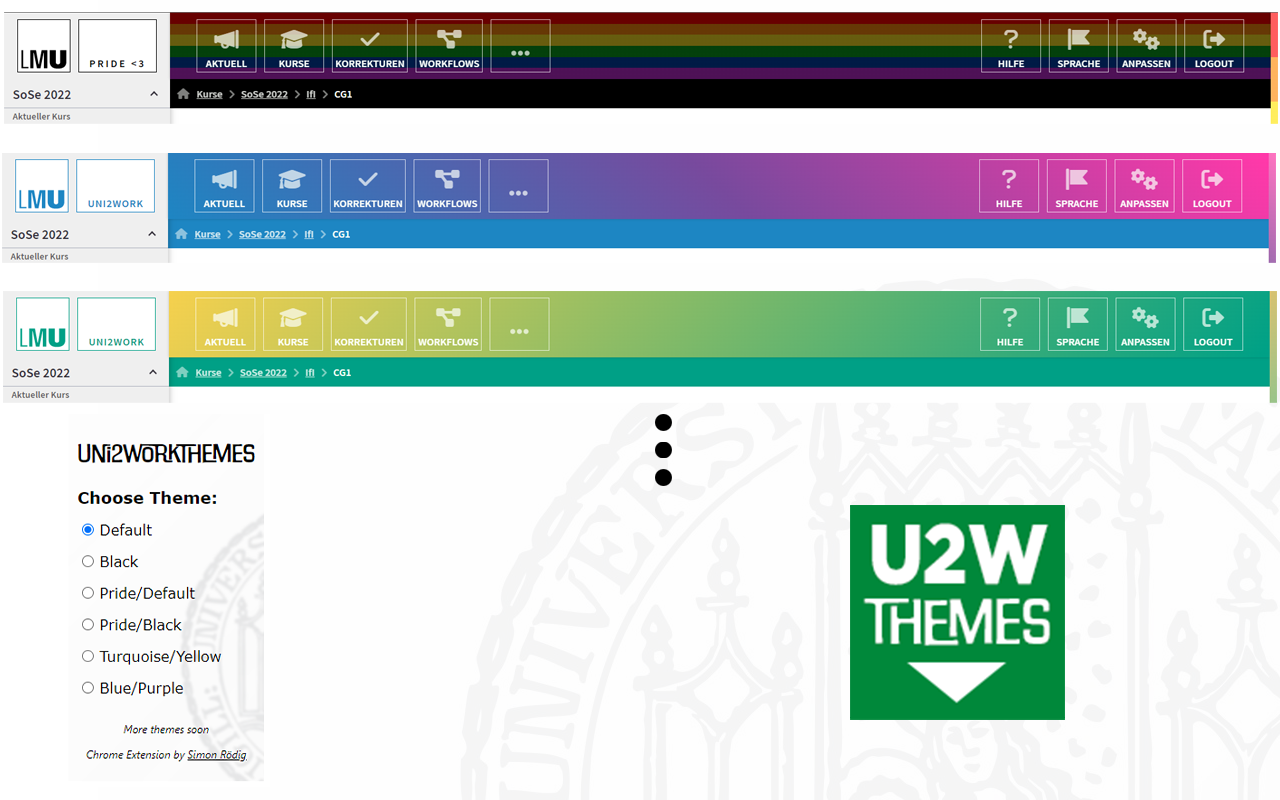 LMU PRIDE <3 AKTUELL KURSE KORREKTUREN WORKFLOWS ... HILFE SPRACHE ANPASSEN LOGOUT
SoSe 2022 Kurse > SoSe 2022 > IfI > CG1
Aktueller Kurs
LMU UNI2WORK AKTUELL KURSE KORREKTUREN WORKFLOWS ... HILFE SPRACHE ANPASSEN LOGOUT
SoSe 2022 Kurse > SoSe 2022 > IfI > CG1
Aktueller Kurs
LMU UNI2WORK AKTUELL KURSE KORREKTUREN WORKFLOWS ... HILFE SPRACHE ANPASSEN LOGOUT
SoSe 2022 Kurse > SoSe 2022 > IfI > CG1
Aktueller Kurs
UNi2WORKTHEMES
Choose Theme:
Default
Black
Pride/Default
Pride/Black
Turquoise/Yellow
Blue/Purple
More themes soon
Chrome Extension by Simon Rödig
UNIVERS
U2W
THEMES